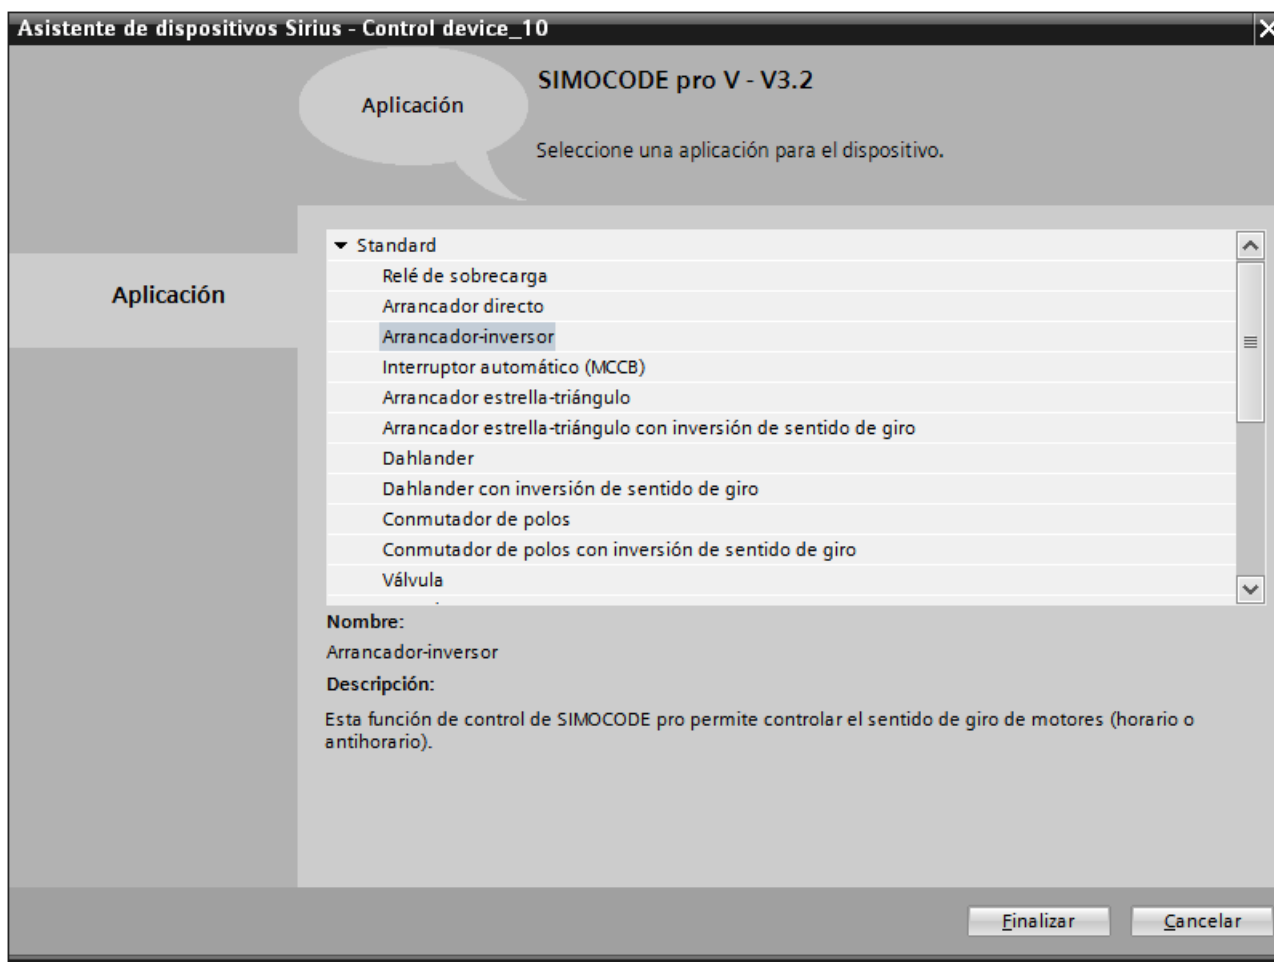 Asistente de dispositivos Sirius - Control device_10
Aplicación
SIMOCODE pro V - V3.2
Seleccione una aplicación para el dispositivo.
Aplicación
Standard
Relé de sobrecarga
Arrancador directo
Arrancador-inversor
Interruptor automático (MCCB)
Arrancador estrella-triángulo
Arrancador estrella-triángulo con inversión de sentido de giro
Dahlander
Dahlander con inversión de sentido de giro
Conmutador de polos
Conmutador de polos con inversión de sentido de giro
Válvula
Nombre:
Arrancador-inversor
Descripción:
Esta función de control de SIMOCODE pro permite controlar el sentido de giro de motores (horario o
antihorario).
Finalizar
Cancelar